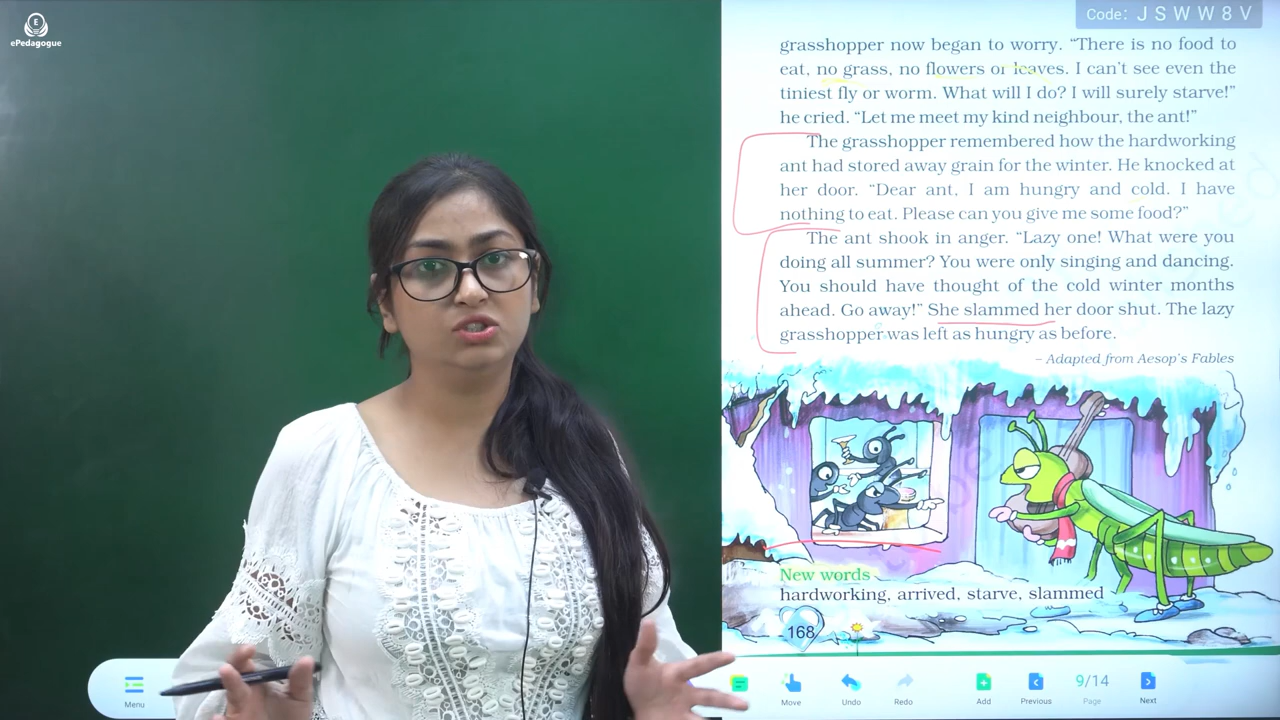 E
ePedagogue
Code: J S W W 8 V
grasshopper now began to worry. “There is no food to
eat, no grass, no flowers or leaves. I can’t see even the
tiniest fly or worm. What will I do? I will surely starve!”
he cried. “Let me meet my kind neighbour, the ant!”
The grasshopper remembered how the hardworking
ant had stored away grain for the winter. He knocked at
her door. “Dear ant, I am hungry and cold. I have
nothing to eat. Please can you give me some food?”
The ant shook in anger. “Lazy one! What were you
doing all summer? You were only singing and dancing.
You should have thought of the cold winter months
ahead. Go away!” She slammed her door shut. The lazy
grasshopper was left as hungry as before.
– Adapted from Aesop’s Fables
New words
hardworking, arrived, starve, slammed
168
Menu
Move
Undo
Redo
Add
Previous
9/14
Page
Next